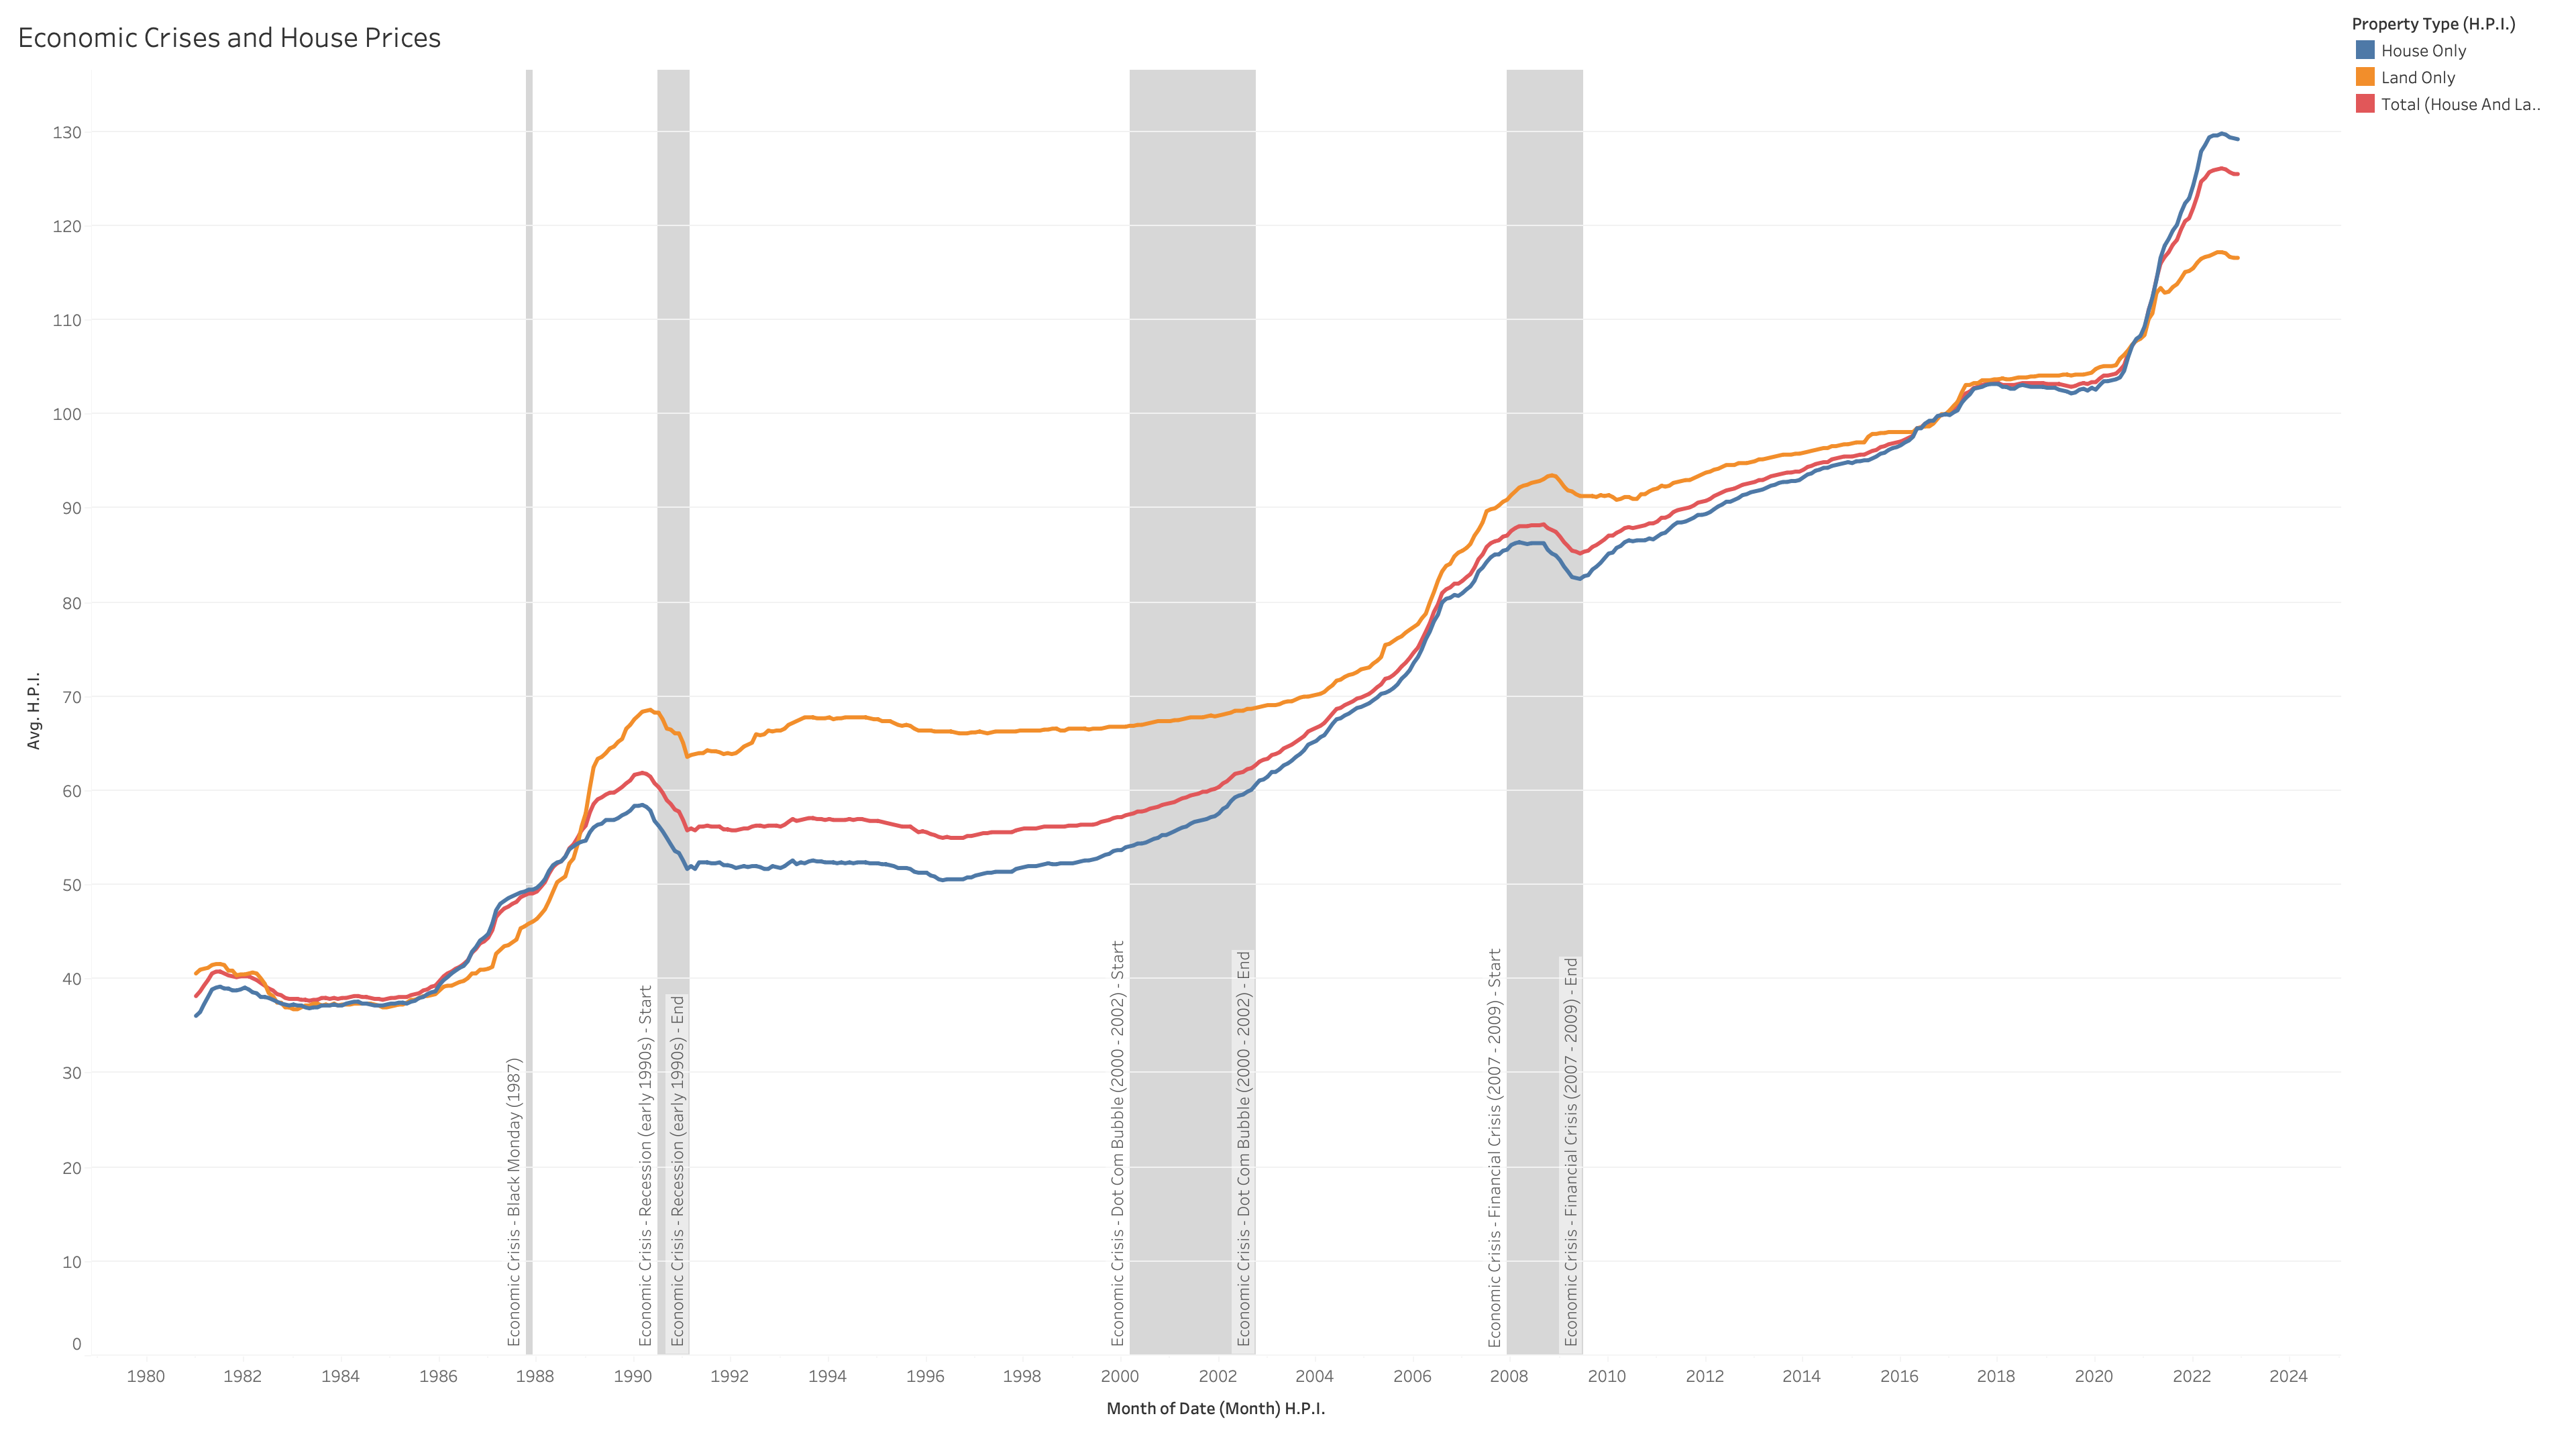 Economic Crises and House Prices
Property Type (H.P.I.)
House Only
Land Only
Total (House And La..
130
120
110
100
90
80
70
60
50
40
30
20
10
0
Avg. H.P.I.
Economic Crisis - Black Monday (1987)
Economic Crisis - Recession (early 1990s) - Start
Economic Crisis - Recession (early 1990s) - End
Economic Crisis - Dot Com Bubble (2000 - 2002) - Start
Economic Crisis - Dot Com Bubble (2000 - 2002) - End
Economic Crisis - Financial Crisis (2007 - 2009) - Start
Economic Crisis - Financial Crisis (2007 - 2009) - End
1980 1982 1984 1986 1988 1990 1992 1994 1996 1998 2000 2002 2004 2006 2008 2010 2012 2014 2016 2018 2020 2022 2024
Month of Date (Month) H.P.I.